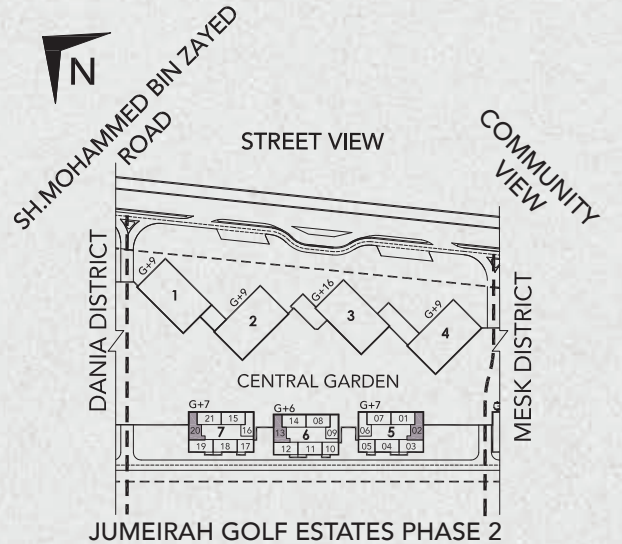 N
SH.MOHAMMED BIN ZAYED
ROAD
STREET VIEW
COMMUNITY
VIEW
DANIA DISTRICT
MESK DISTRICT
G+9
1
G+9
2
G+16
3
G+9
4
CENTRAL GARDEN
G+7
21 15
20 7 16
19 18 17
G+6
14 08
13 6 09
12 11 10
G+7
07 01
06 5 02
05 04 03
JUMEIRAH GOLF ESTATES PHASE 2